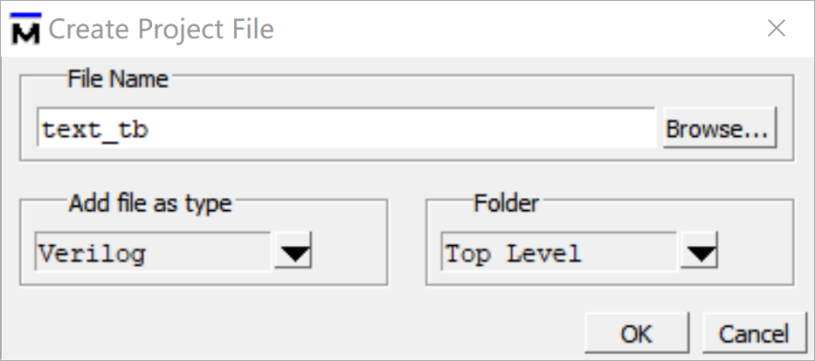 Create Project File
File Name
text_tb
Browse...
Add file as type
Folder
Verilog
Top Level
OK
Cancel